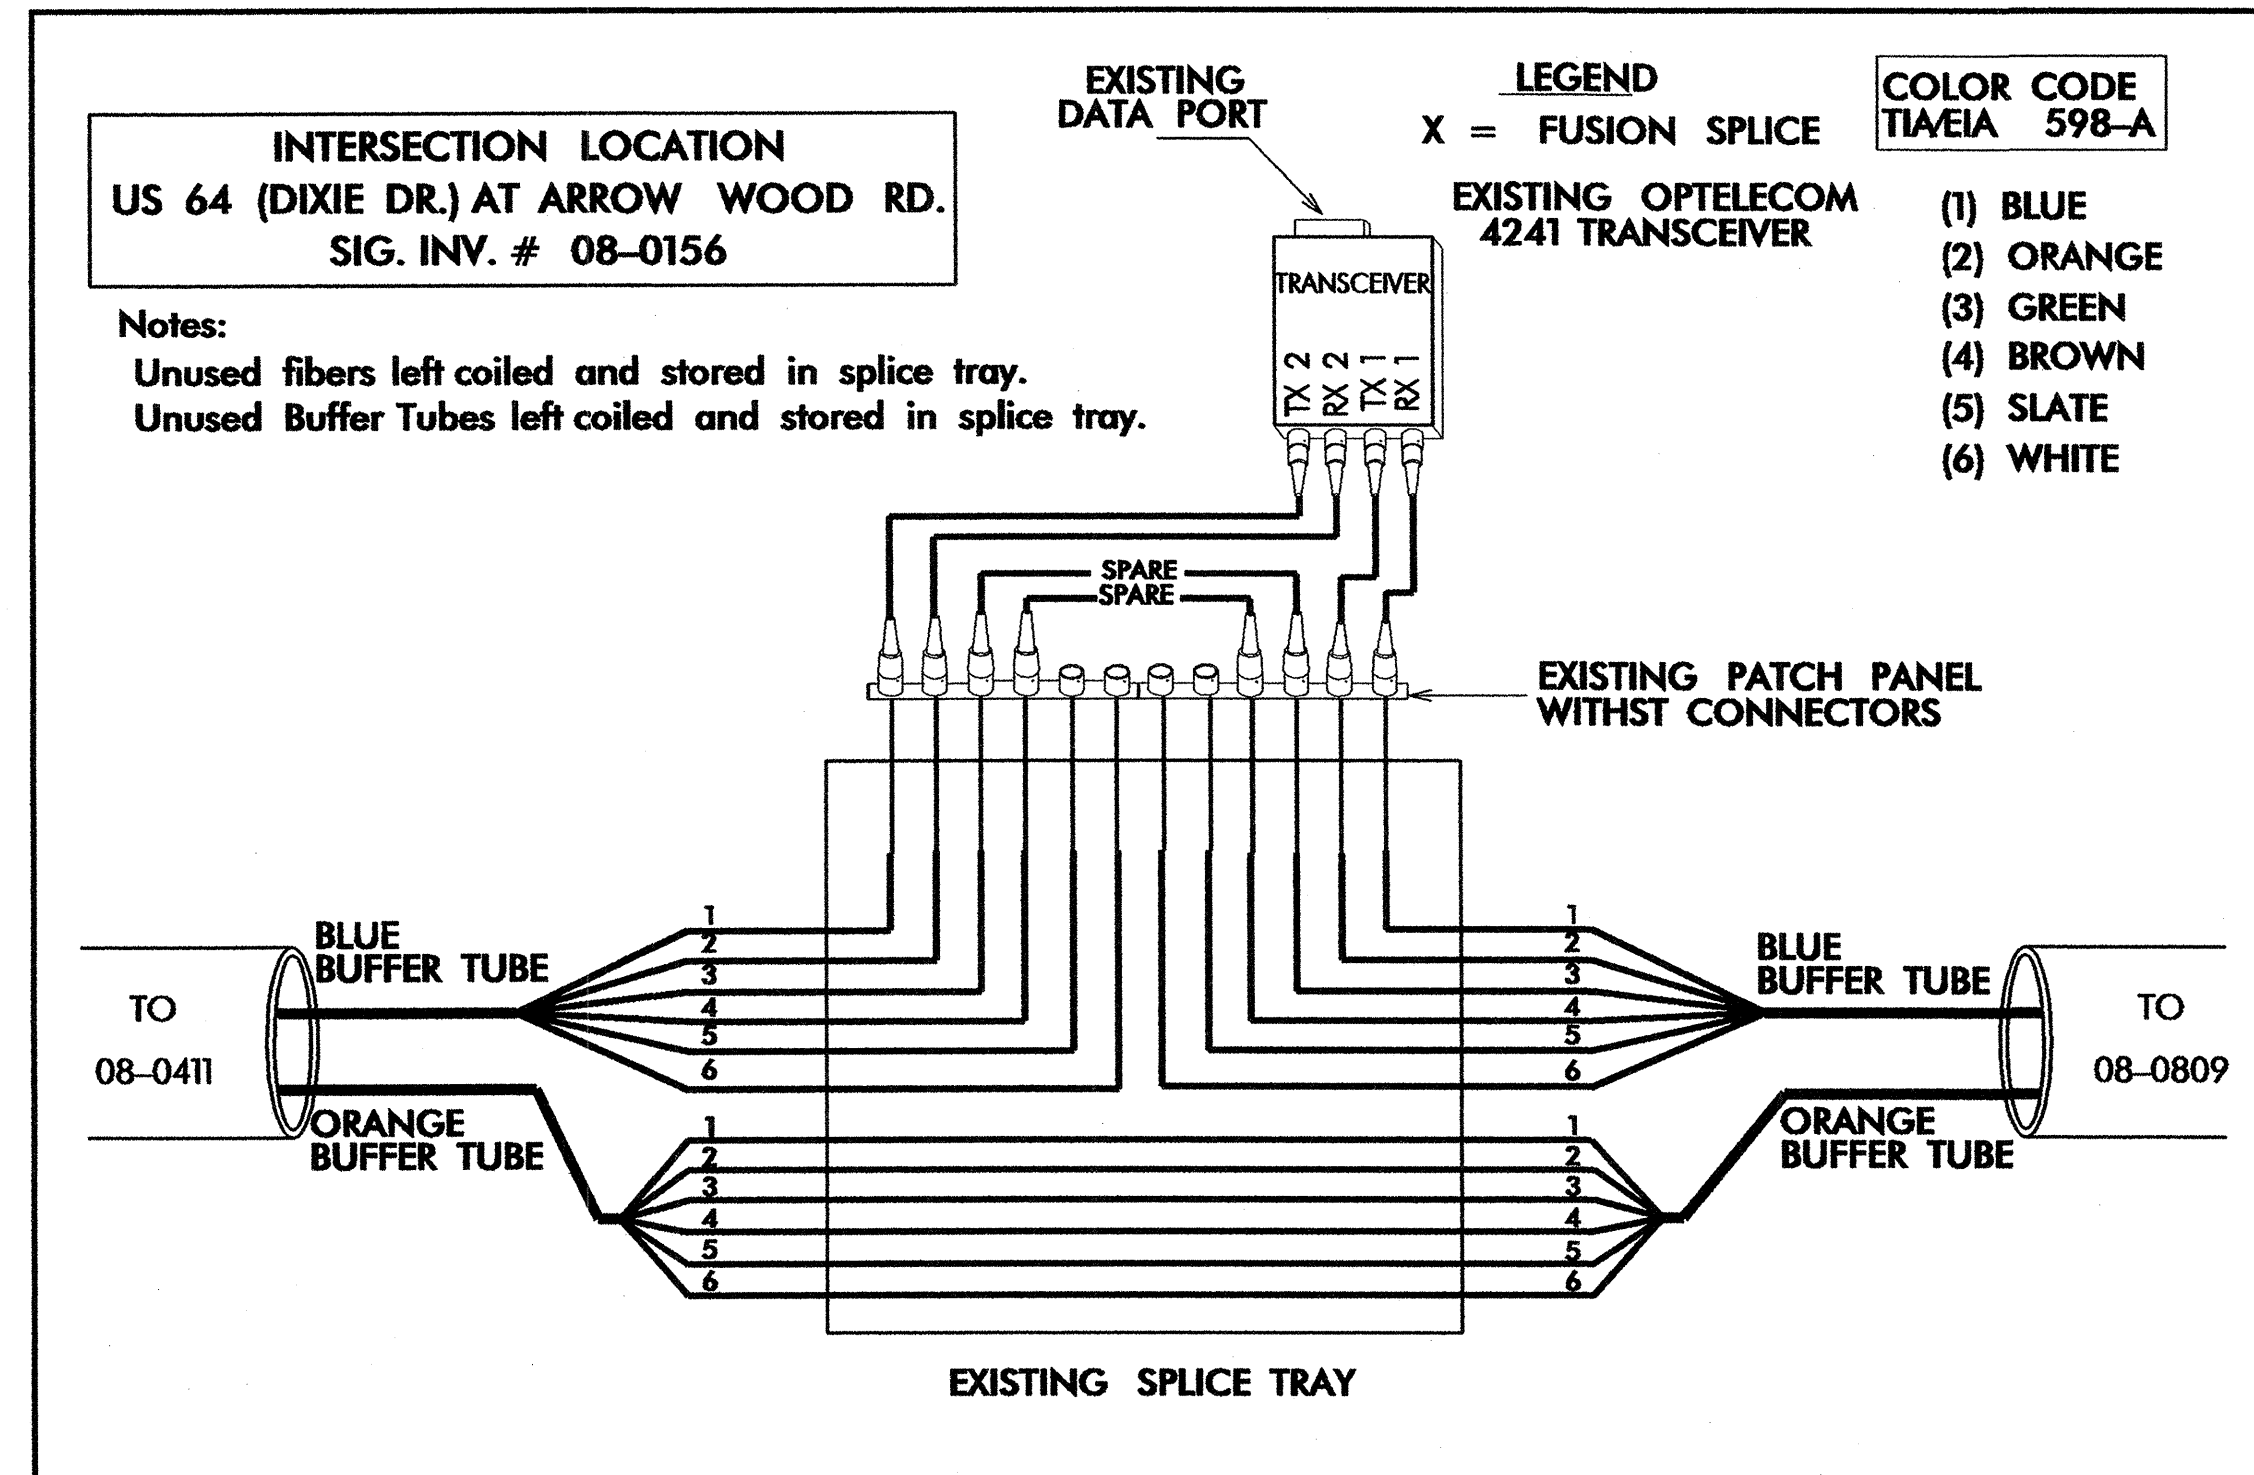 INTERSECTION LOCATION
US 64 (DIXIE DR.) AT ARROW WOOD RD.
SIG. INV. # 08-0156
Notes:
Unused fibers left coiled and stored in splice tray.
Unused Buffer Tubes left coiled and stored in splice tray.
EXISTING
DATA PORT
LEGEND
X = FUSION SPLICE
EXISTING OPTELECOM
4241 TRANSCEIVER
COLOR CODE
TIA/EIA 598-A
(1) BLUE
(2) ORANGE
(3) GREEN
(4) BROWN
(5) SLATE
(6) WHITE
TRANSCEIVER
TX 2
RX 2
TX 1
RX 1
SPARE
SPARE
EXISTING PATCH PANEL
WITHST CONNECTORS
TO
08-0411
BLUE
BUFFER TUBE
ORANGE
BUFFER TUBE
1
2
3
4
5
6
1
2
3
4
5
6
1
2
3
4
5
6
1
2
3
4
5
6
BLUE
BUFFER TUBE
ORANGE
BUFFER TUBE
TO
08-0809
EXISTING SPLICE TRAY